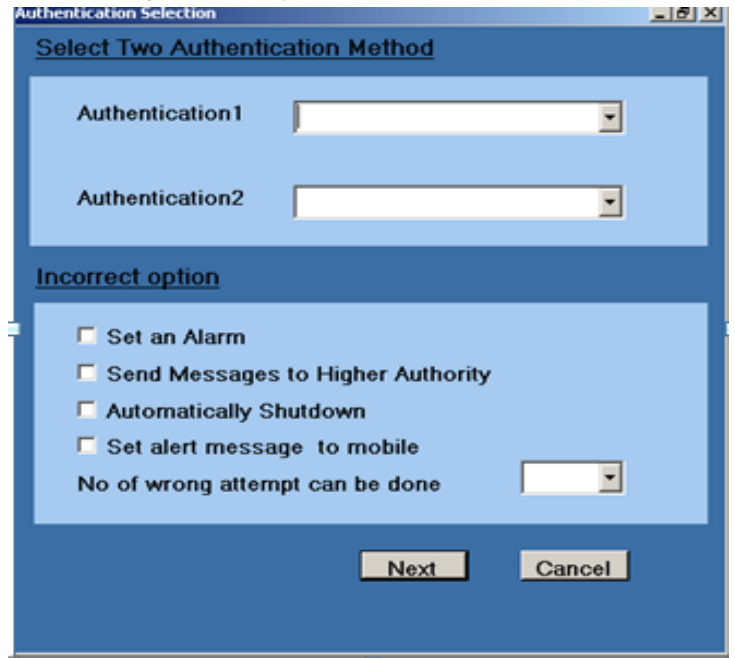 Authentication Selection
Select Two Authentication Method
Authentication1
Authentication2
Incorrect option
Set an Alarm
Send Messages to Higher Authority
Automatically Shutdown
Set alert message to mobile
No of wrong attempt can be done
Next Cancel